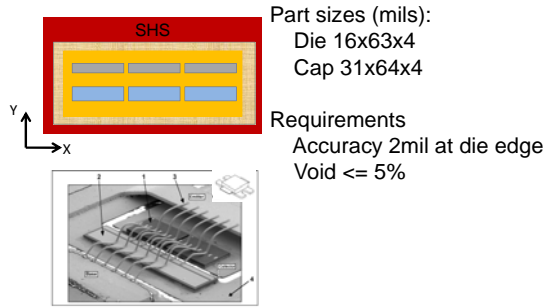 SHS
Part sizes (mils):
Die 16x63x4
Cap 31x64x4
Requirements
Accuracy 2mil at die edge
Void <= 5%
Y
X
2
1
3
4